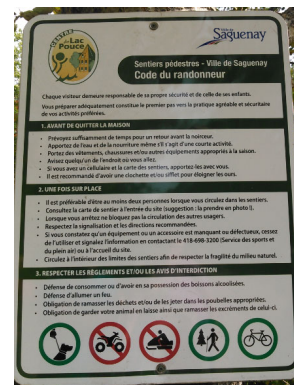 CENTRE
du Lac
Pouce
Ville de
Saguenay
Sentiers pédestres - Ville de Saguenay
Code du randonneur
Chaque visiteur demeure responsable de sa propre sécurité et de celle de ses enfants.
Vous préparer adéquatement constitue le premier pas vers la pratique agréable et sécuritaire
de vos activités préférées.
1. AVANT DE QUITTER LA MAISON
• Prévoyez suffisamment de temps pour un retour avant la noirceur.
• Apportez de l'eau et de la nourriture même s'il s'agit d'une courte activité.
• Portez des vêtements, chaussures et/ou autres équipements appropriés à la saison.
• Avisez quelqu'un de l'endroit où vous allez.
• Si vous avez un cellulaire et la carte des sentiers, apportez-les avec vous.
• Il est recommandé d'avoir une clochette et/ou sifflet pour éloigner les ours.
2. UNE FOIS SUR PLACE
• Il est préférable d'être au moins deux personnes lorsque vous circulez dans les sentiers.
• Consultez la carte de sentier à l'entrée du site (suggestion : la prendre en photo !).
• Lorsque vous arrêtez ne bloquez pas la circulation des autres usagers.
• Respectez la signalisation et les directions recommandées.
• Si vous constatez qu'un équipement ou un accessoire est manquant ou défectueux, cessez
de l'utiliser et signalez l'information en contactant le 418-698-3200 (Service des sports et
du plein air) ou à l'accueil du site.
• Circulez à l'intérieur des limites des sentiers afin de respecter la fragilité du milieu naturel.
3. RESPECTER LES RÈGLEMENTS ET/OU LES AVIS D'INTERDICTION
• Défense de consommer ou d'avoir en sa possession des boissons alcoolisées.
• Défense d'allumer un feu.
• Obligation de ramasser les déchets et/ou de les jeter dans les poubelles appropriées.
• Obligation de garder votre animal en laisse ainsi que ramasser les excréments de celui-ci.